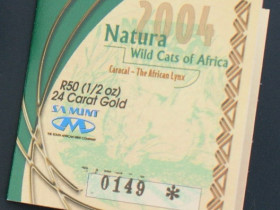 2004
Natura
Wild Cats of Africa
Caracal - The African Lynx
R50 (1/2 oz)
24 Carat Gold
SA MINT
0149 *